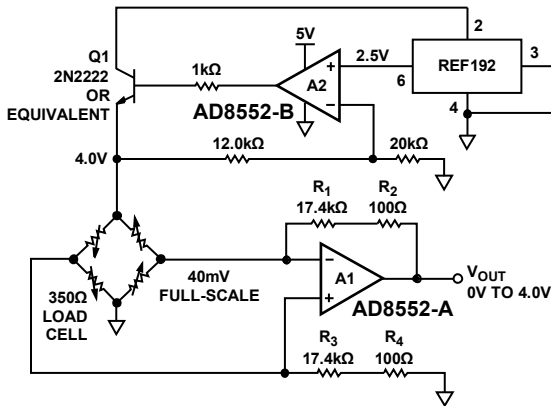 2
Q1
2N2222
OR
EQUIVALENT
1kΩ
5V
+
A2
−
AD8552-B
2.5V
6
REF192
3
4
4.0V
12.0kΩ
20kΩ
R1
17.4kΩ
R2
100Ω
350Ω
LOAD
CELL
40mV
FULL-SCALE
−
A1
+
AD8552-A
VOUT
0V TO 4.0V
R3
17.4kΩ
R4
100Ω